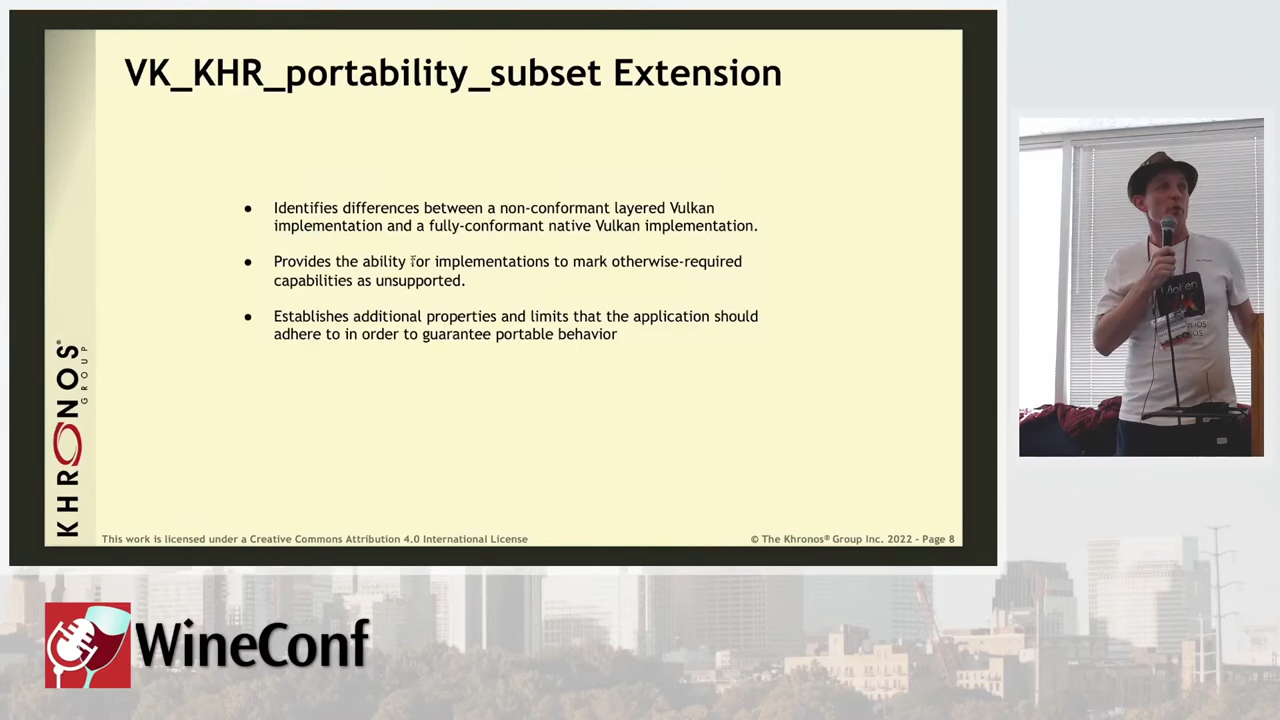 VK_KHR_portability_subset Extension
● Identifies differences between a non-conformant layered Vulkan
implementation and a fully-conformant native Vulkan implementation.
● Provides the ability for implementations to mark otherwise-required
capabilities as unsupported.
● Establishes additional properties and limits that the application should
adhere to in order to guarantee portable behavior
KHRONOS®
GROUP
This work is licensed under a Creative Commons Attribution 4.0 International License
© The Khronos® Group Inc. 2022 - Page 8
WineConf